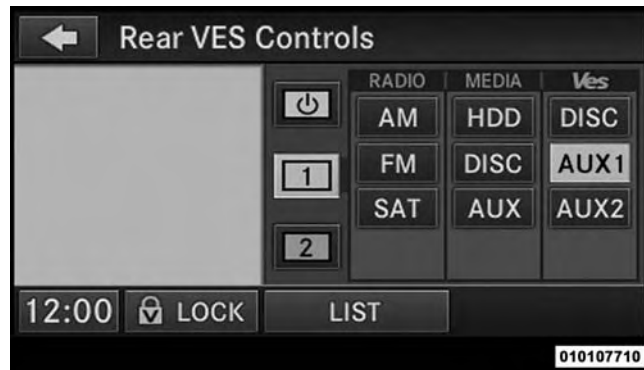 Rear VES Controls
RADIO MEDIA Ves
AM HDD DISC
1
FM DISC AUX1
SAT AUX AUX2
2
12:00 LOCK LIST
010107710